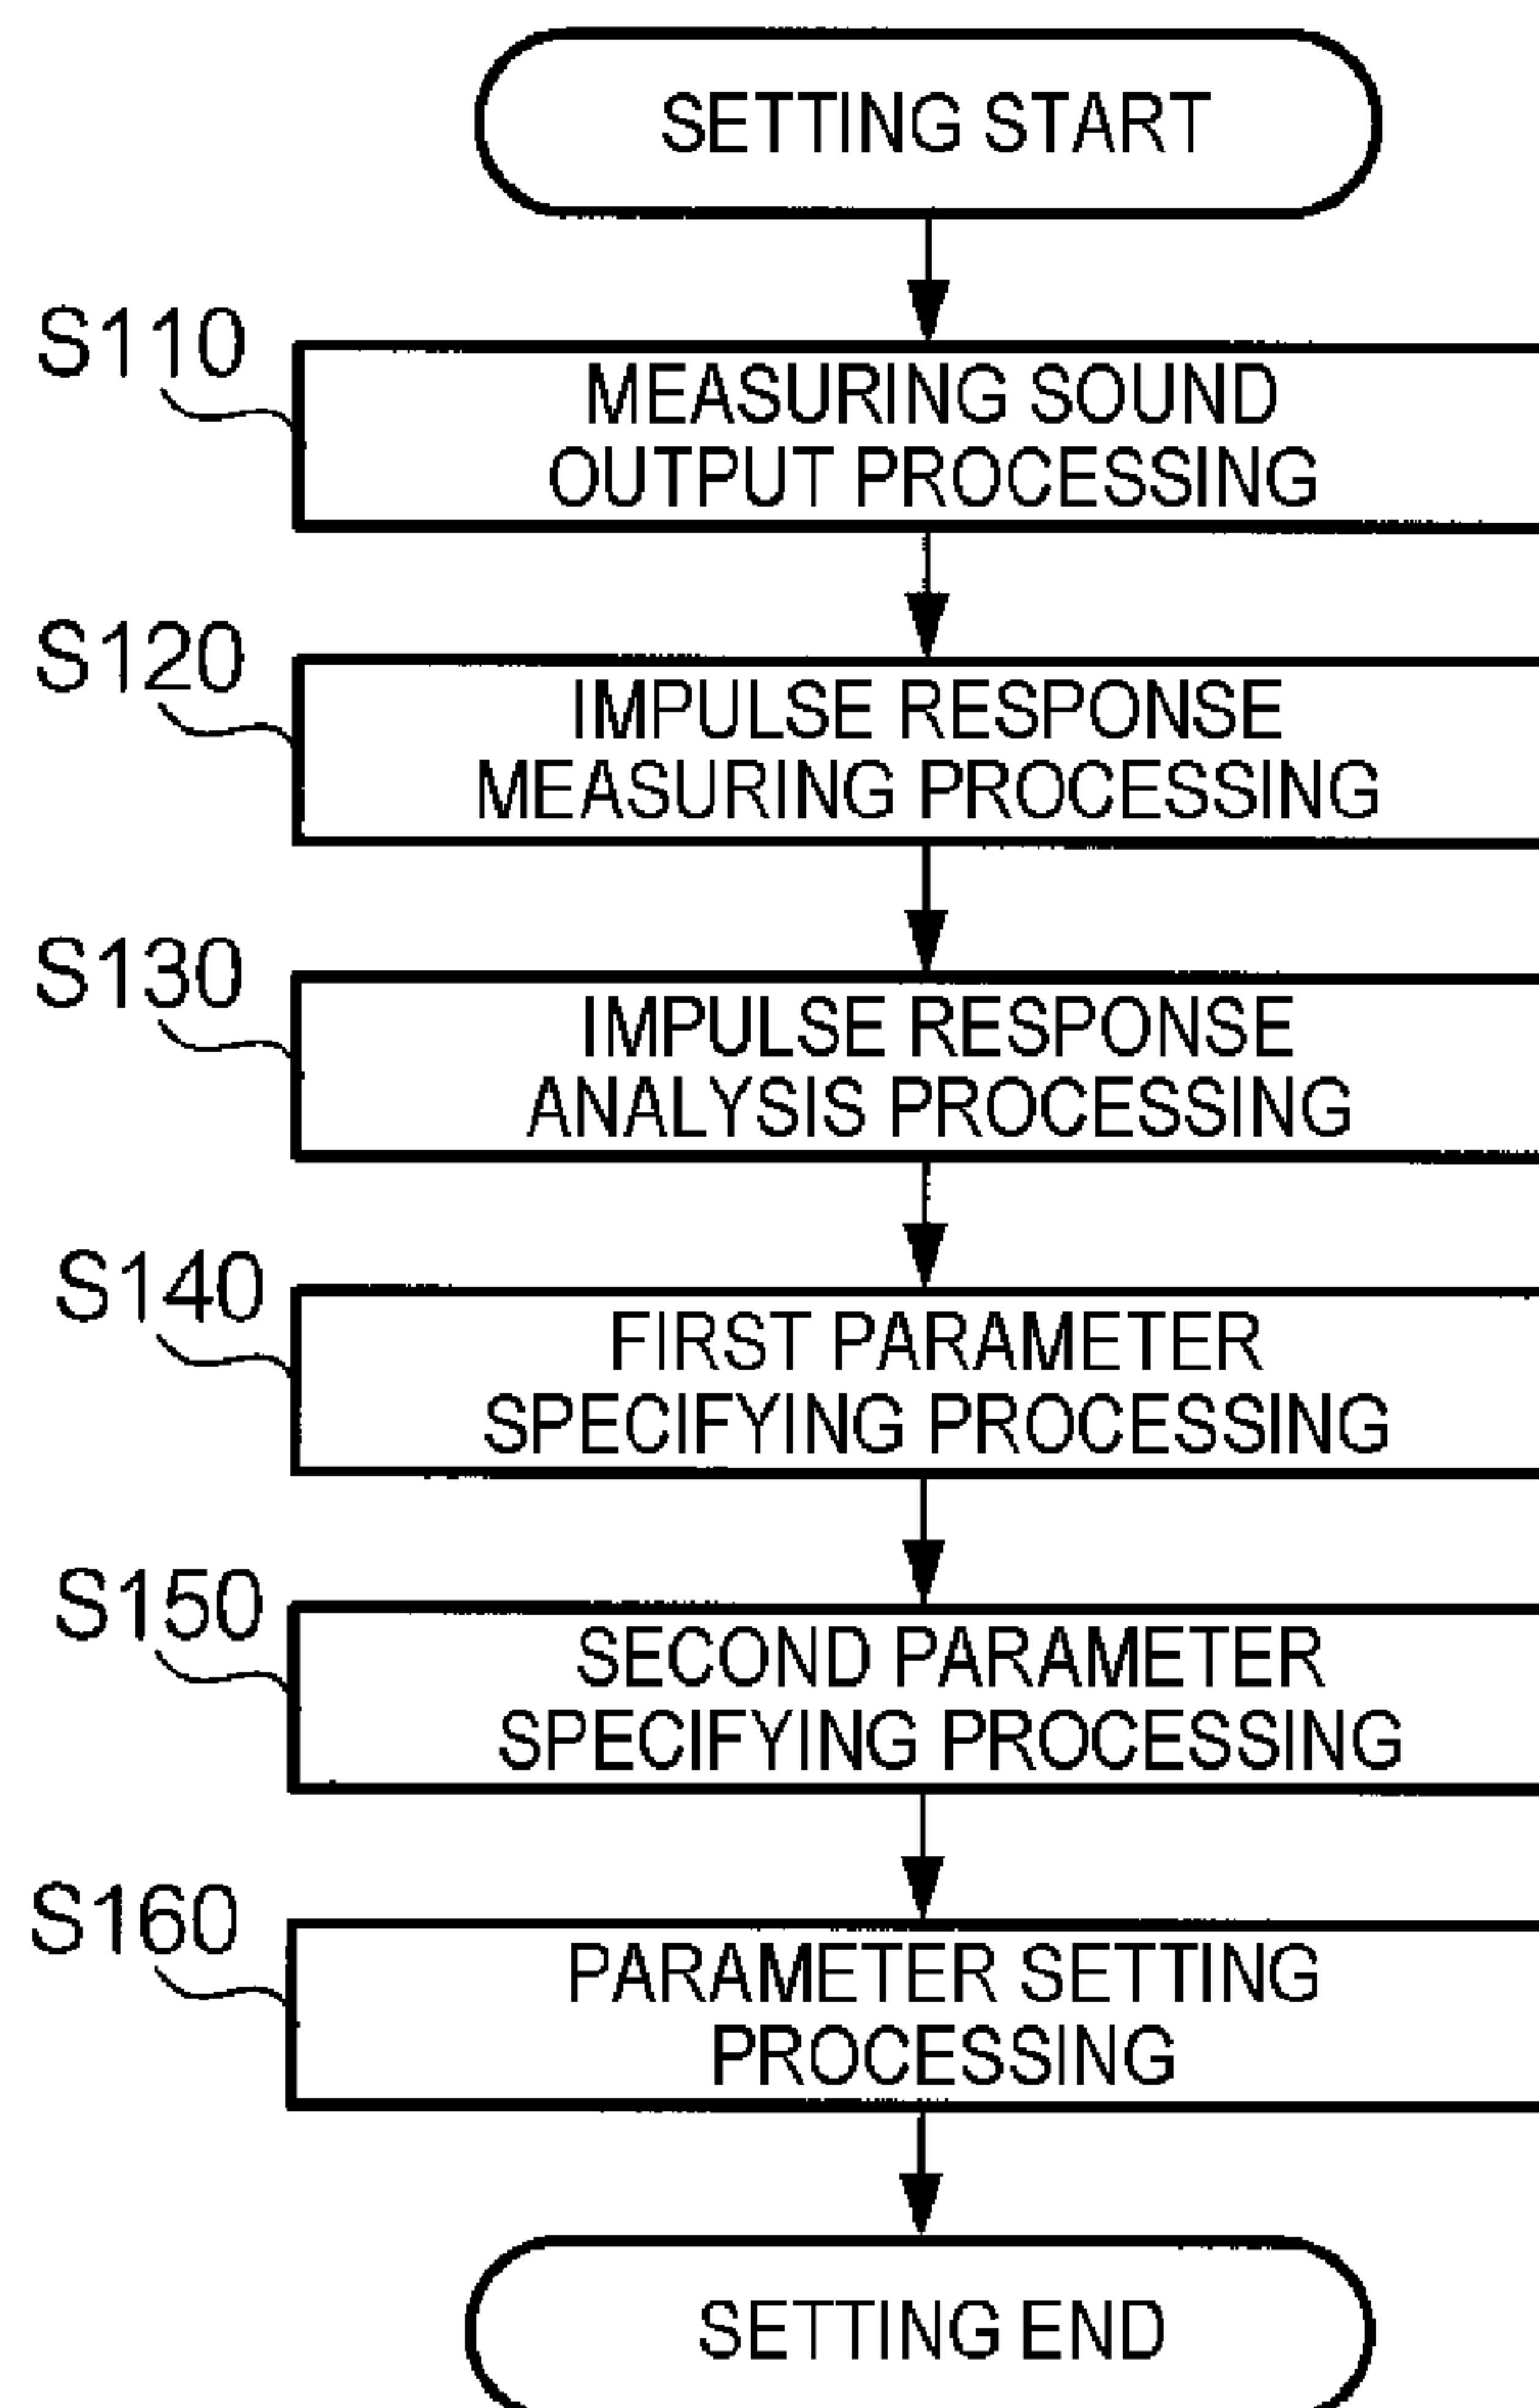 SETTING START
S110
MEASURING SOUND
OUTPUT PROCESSING
S120
IMPULSE RESPONSE
MEASURING PROCESSING
S130
IMPULSE RESPONSE
ANALYSIS PROCESSING
S140
FIRST PARAMETER
SPECIFYING PROCESSING
S150
SECOND PARAMETER
SPECIFYING PROCESSING
S160
PARAMETER SETTING
PROCESSING
SETTING END